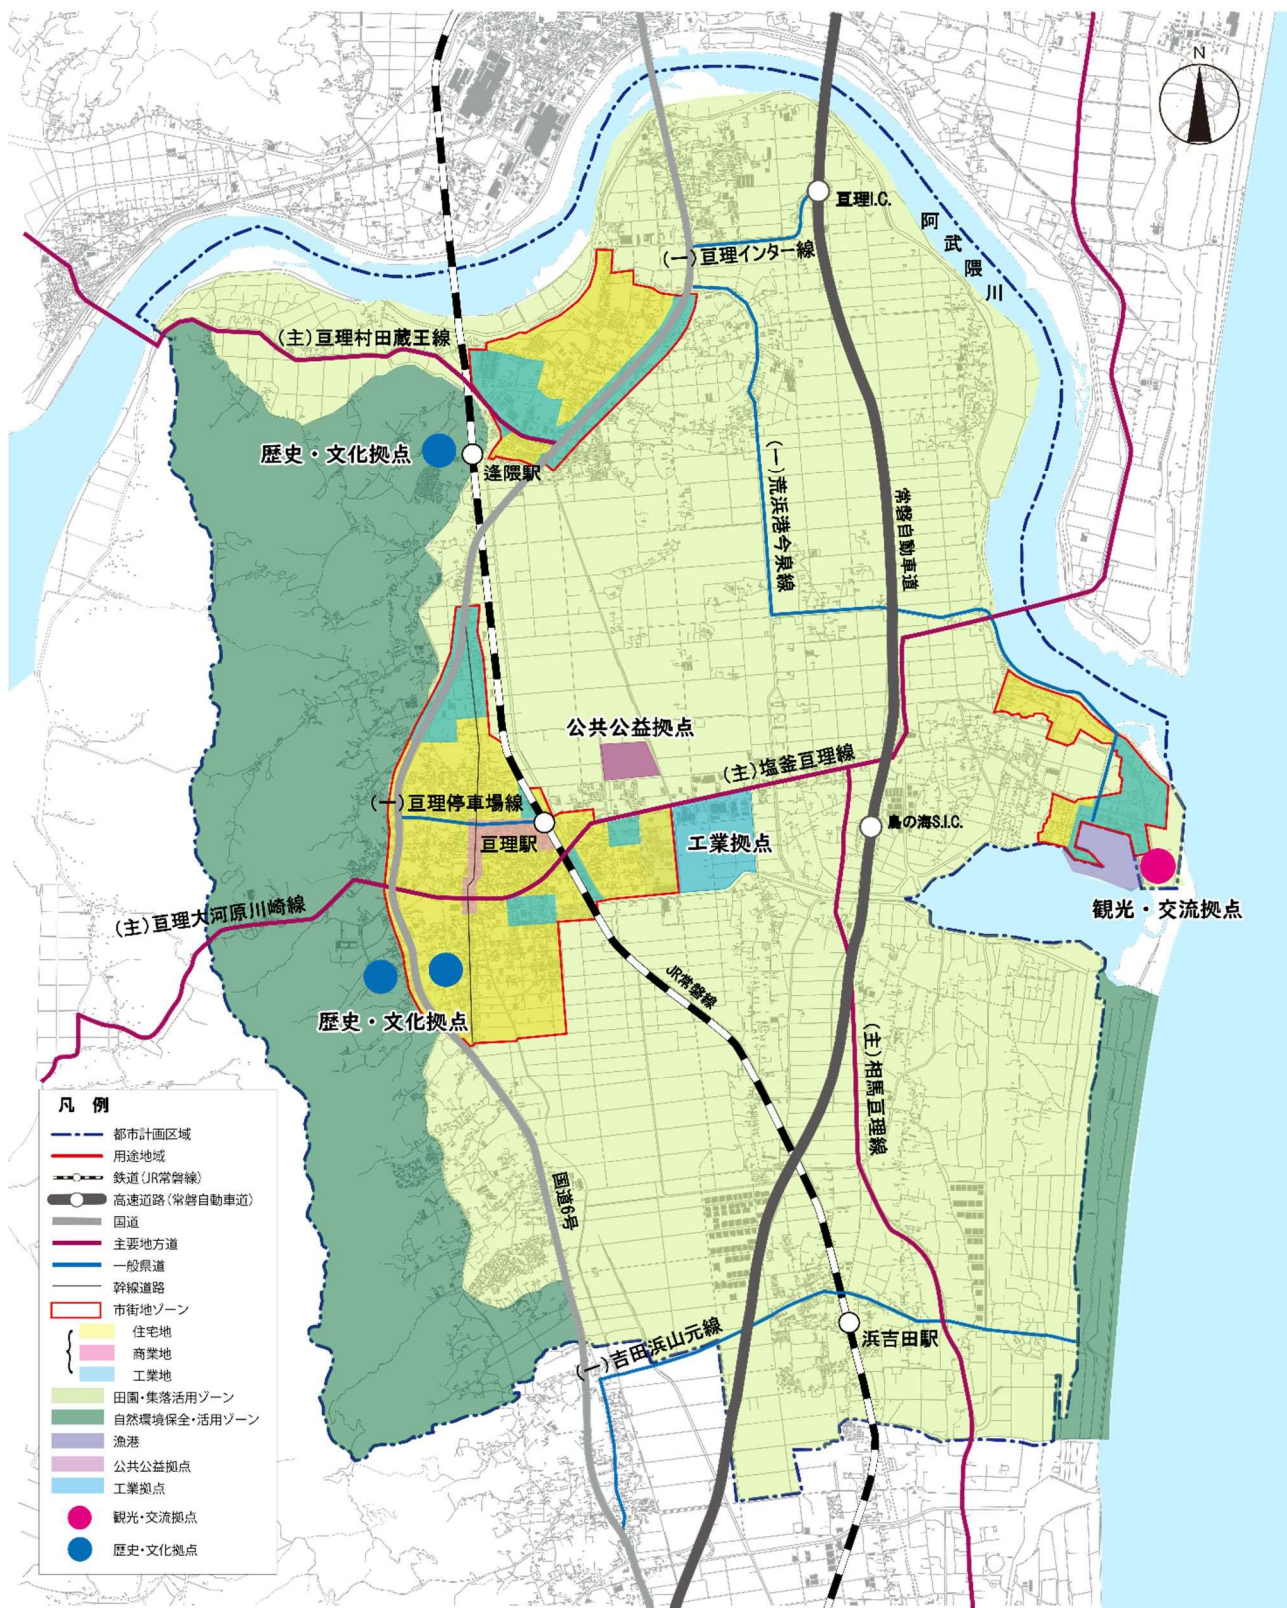 N
亘理I.C.
阿武隈川
(一)亘理インター線
(主)亘理村田蔵王線
歴史・文化拠点
逢隈駅
(一)荒浜港今泉線
常磐自動車道
公共公益拠点
(主)塩釜亘理線
(一)亘理停車場線
亘理駅
工業拠点
鳥の海S.I.C.
観光・交流拠点
(主)亘理大河原川崎線
JR常磐線
歴史・文化拠点
(主)相馬亘理線
国道6号
(一)吉田浜山元線
浜吉田駅
凡 例
都市計画区域
用途地域
鉄道(JR常磐線)
高速道路(常磐自動車道)
国道
主要地方道
一般県道
幹線道路
市街地ゾーン
住宅地
商業地
工業地
田園・集落活用ゾーン
自然環境保全・活用ゾーン
漁港
公共公益拠点
工業拠点
観光・交流拠点
歴史・文化拠点